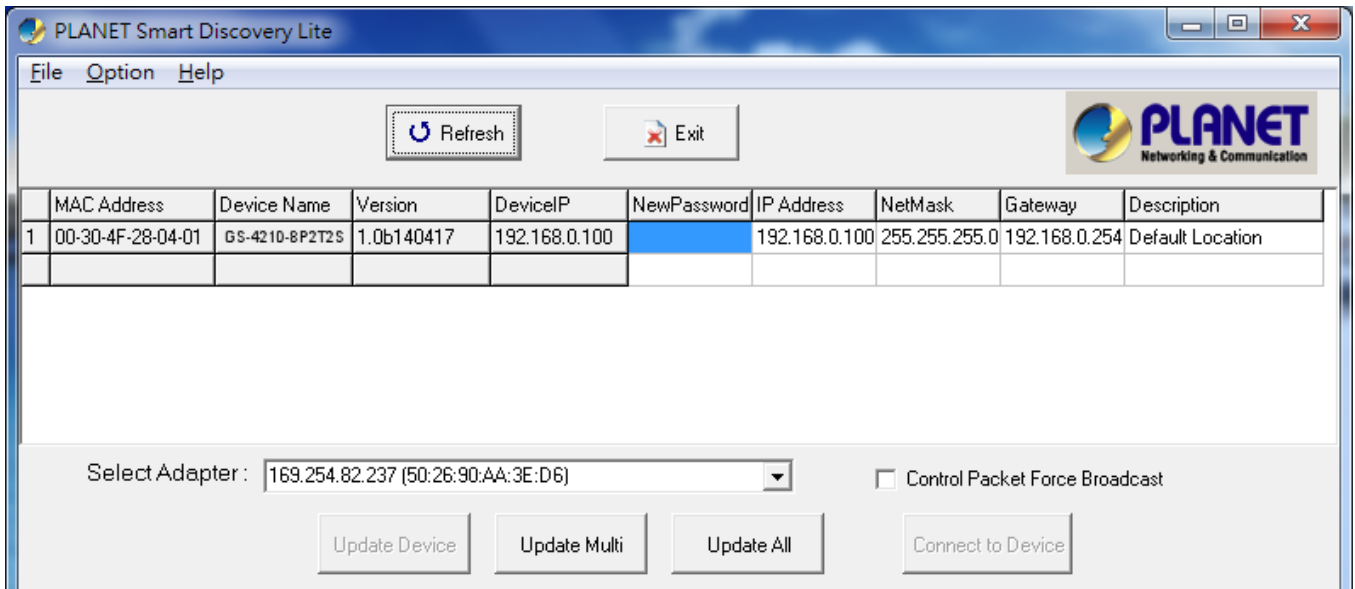 PLANET Smart Discovery Lite
File Option Help
Refresh Exit PLANET
Networking & Communication
MAC Address Device Name Version DeviceIP NewPassword IP Address NetMask Gateway Description
1 00-30-4F-28-04-01 GS-4210-8P2T2S 1.0b140417 192.168.0.100 192.168.0.100 255.255.255.0 192.168.0.254 Default Location
Select Adapter : 169.254.82.237 (50:26:90:AA:3E:D6) Control Packet Force Broadcast
Update Device Update Multi Update All Connect to Device